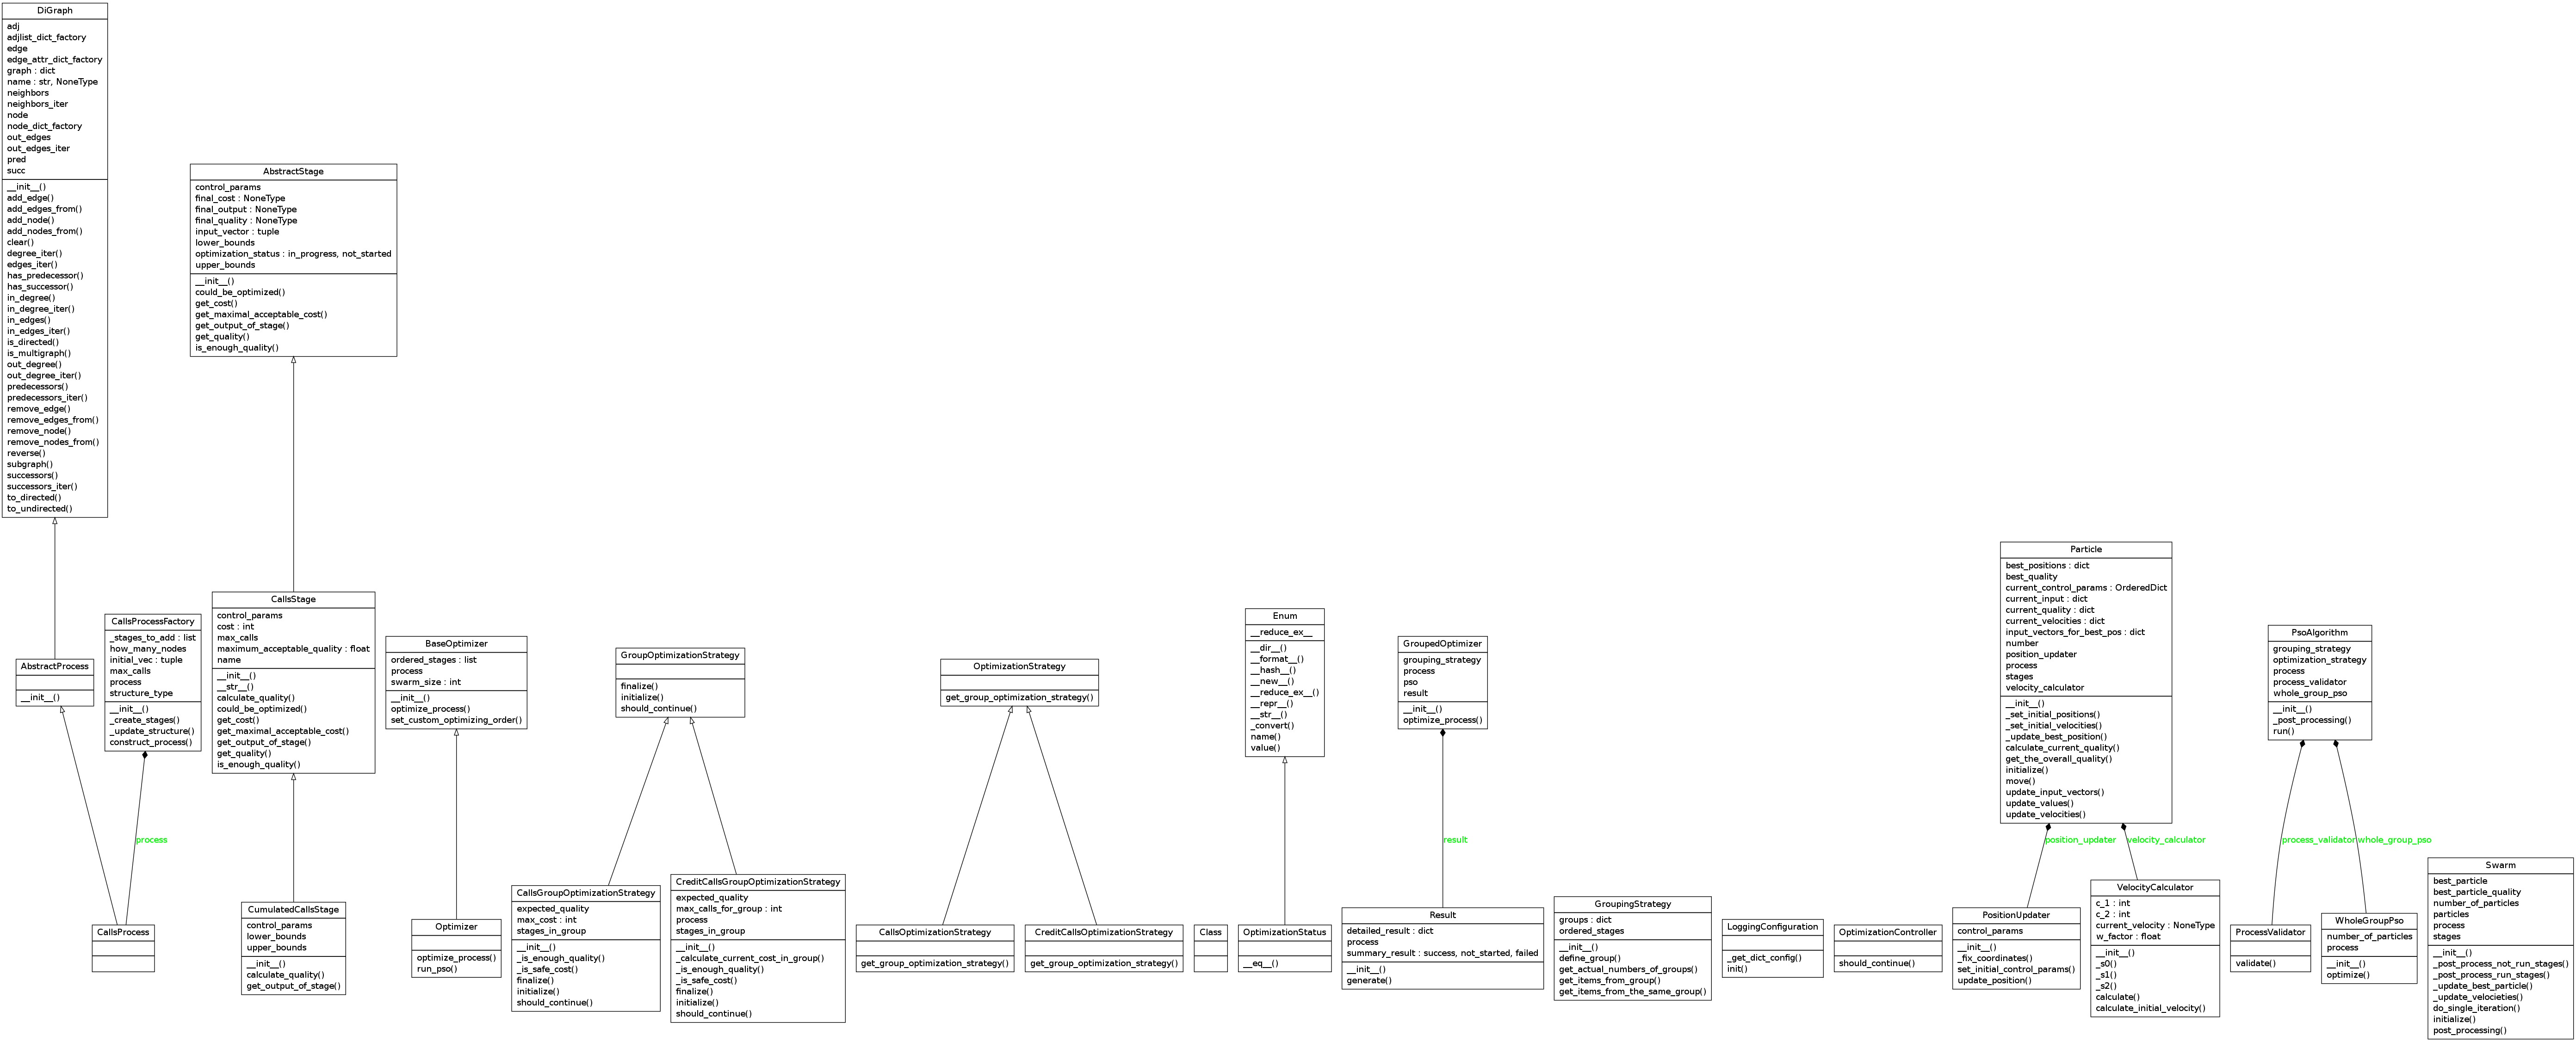 DiGraph
adj
adjlist_dict_factory
edge
edge_attr_dict_factory
graph : dict
name : str, NoneType
neighbors
neighbors_iter
node
node_dict_factory
out_edges
out_edges_iter
pred
succ
__init__()
add_edge()
add_edges_from()
add_node()
add_nodes_from()
clear()
degree_iter()
edges_iter()
has_predecessor()
has_successor()
in_degree()
in_degree_iter()
in_edges()
in_edges_iter()
is_directed()
is_multigraph()
out_degree()
out_degree_iter()
predecessors()
predecessors_iter()
remove_edge()
remove_edges_from()
remove_node()
remove_nodes_from()
reverse()
subgraph()
successors()
successors_iter()
to_directed()
to_undirected()
AbstractStage
control_params
final_cost : NoneType
final_output : NoneType
final_quality : NoneType
input_vector : tuple
lower_bounds
optimization_status : in_progress, not_started
upper_bounds
__init__()
could_be_optimized()
get_cost()
get_maximal_acceptable_cost()
get_output_of_stage()
get_quality()
is_enough_quality()
AbstractProcess
__init__()
CallsProcessFactory
_stages_to_add : list
how_many_nodes
initial_vec : tuple
max_calls
process
structure_type
__init__()
_create_stages()
_update_structure()
construct_process()
CallsStage
control_params
cost : int
max_calls
maximum_acceptable_quality : float
name
__init__()
__str__()
calculate_quality()
could_be_optimized()
get_cost()
get_maximal_acceptable_cost()
get_output_of_stage()
get_quality()
is_enough_quality()
BaseOptimizer
ordered_stages : list
process
swarm_size : int
__init__()
optimize_process()
set_custom_optimizing_order()
GroupOptimizationStrategy
finalize()
initialize()
should_continue()
OptimizationStrategy
get_group_optimization_strategy()
Enum
__reduce_ex__
__dir__()
__format__()
__hash__()
__new__()
__reduce_ex__()
__repr__()
__str__()
_convert()
name()
value()
GroupedOptimizer
grouping_strategy
process
pso
result
__init__()
optimize_process()
Particle
best_positions : dict
best_quality
current_control_params : OrderedDict
current_input : dict
current_quality : dict
current_velocities : dict
input_vectors_for_best_pos : dict
number
position_updater
process
stages
velocity_calculator
__init__()
_set_initial_positions()
_set_initial_velocities()
_update_best_position()
calculate_current_quality()
get_the_overall_quality()
initialize()
move()
update_input_vectors()
update_values()
update_velocities()
PsoAlgorithm
grouping_strategy
optimization_strategy
process
process_validator
whole_group_pso
__init__()
_post_processing()
run()
process
result
position_updater
velocity_calculator
process_validator
whole_group_pso
CallsProcess
CumulatedCallsStage
control_params
lower_bounds
upper_bounds
__init__()
calculate_quality()
get_output_of_stage()
Optimizer
optimize_process()
run_pso()
CallsGroupOptimizationStrategy
expected_quality
max_cost : int
stages_in_group
__init__()
_is_enough_quality()
_is_safe_cost()
finalize()
initialize()
should_continue()
CreditCallsGroupOptimizationStrategy
expected_quality
max_calls_for_group : int
process
stages_in_group
__init__()
_calculate_current_cost_in_group()
_is_enough_quality()
_is_safe_cost()
finalize()
initialize()
should_continue()
CallsOptimizationStrategy
get_group_optimization_strategy()
CreditCallsOptimizationStrategy
get_group_optimization_strategy()
Class
OptimizationStatus
__eq__()
Result
detailed_result : dict
process
summary_result : success, not_started, failed
__init__()
generate()
GroupingStrategy
groups : dict
ordered_stages
__init__()
define_group()
get_actual_numbers_of_groups()
get_items_from_group()
get_items_from_the_same_group()
LoggingConfiguration
_get_dict_config()
init()
OptimizationController
should_continue()
PositionUpdater
control_params
__init__()
_fix_coordinates()
set_initial_control_params()
update_position()
VelocityCalculator
c_1 : int
c_2 : int
current_velocity : NoneType
w_factor : float
__init__()
_s0()
_s1()
_s2()
calculate()
calculate_initial_velocity()
ProcessValidator
validate()
WholeGroupPso
number_of_particles
process
__init__()
optimize()
Swarm
best_particle
best_particle_quality
number_of_particles
particles
process
stages
__init__()
_post_process_not_run_stages()
_post_process_run_stages()
_update_best_particle()
_update_velocieties()
do_single_iteration()
initialize()
post_processing()